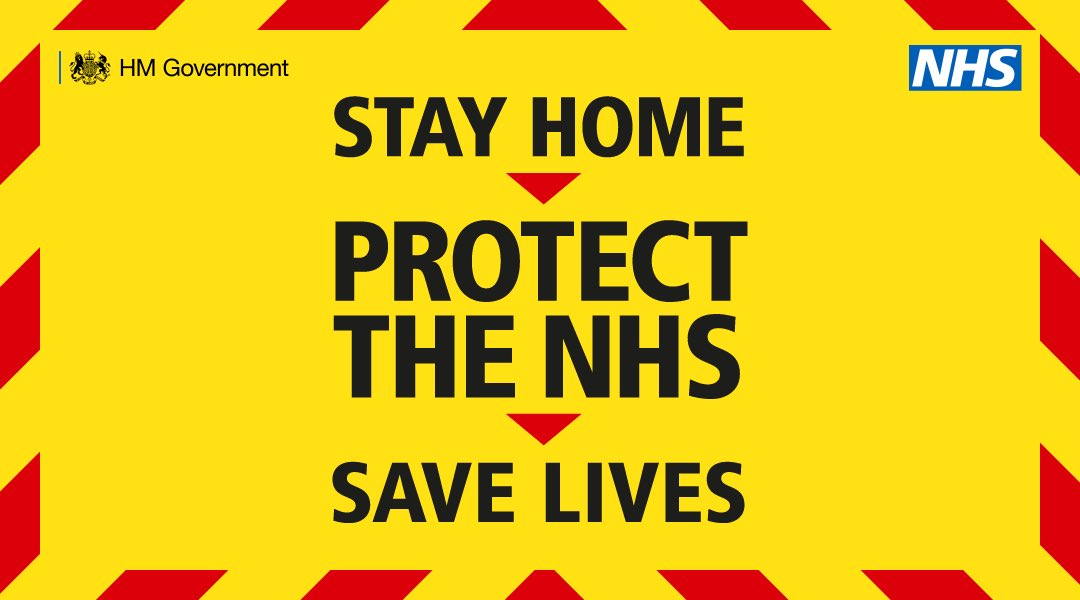 HM Government
NHS
STAY HOME
PROTECT
THE NHS
SAVE LIVES